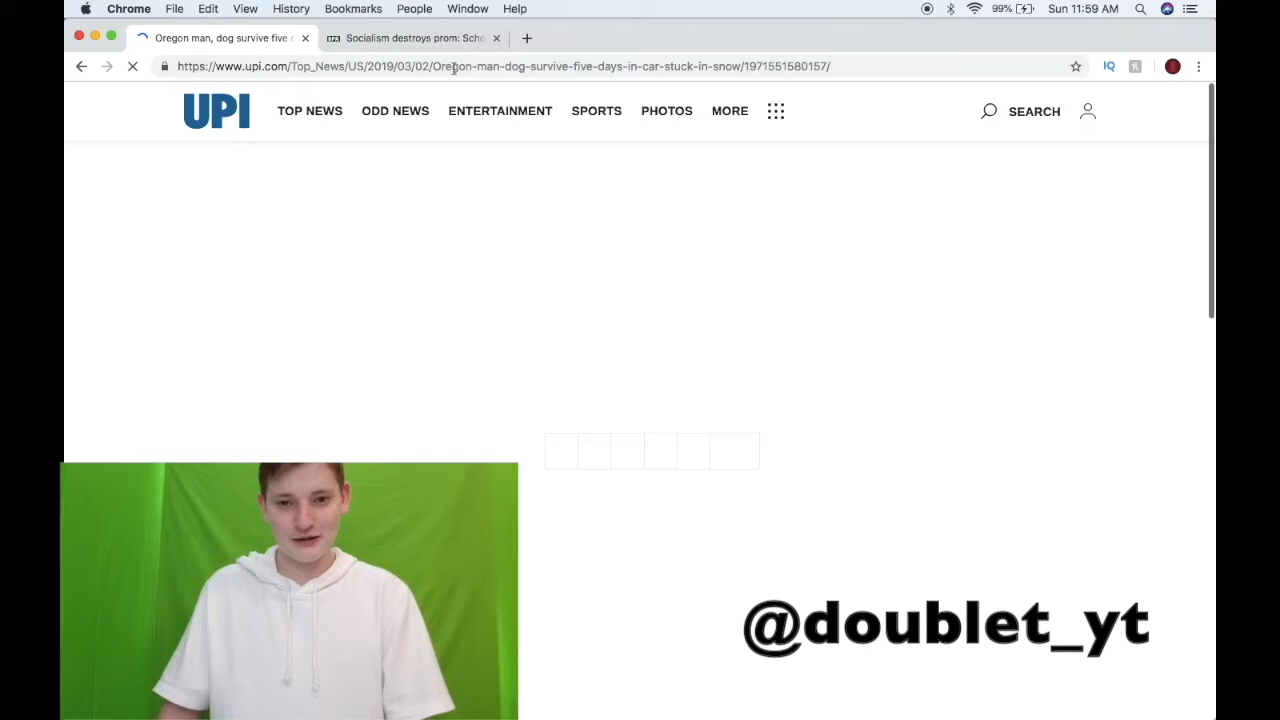 Chrome File Edit View History Bookmarks People Window Help 99% Sun 11:59 AM
Oregon man, dog survive five Socialism destroys prom: Scho
https://www.upi.com/Top_News/US/2019/03/02/Oregon-man-dog-survive-five-days-in-car-stuck-in-snow/1971551580157/ IQ
UPI TOP NEWS ODD NEWS ENTERTAINMENT SPORTS PHOTOS MORE SEARCH
@doublet_yt